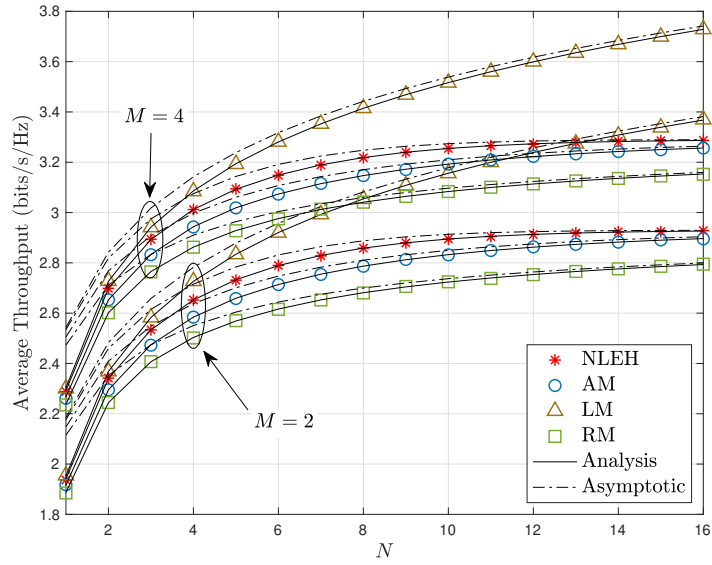 Average Throughput (bits/s/Hz)
4
3.8
3.6
3.4
3.2
3
2.8
2.6
2.4
2.2
2
1.8
M = 4
M = 2
NLEH
AM
LM
RM
Analysis
Asymptotic
2 4 6 8 10 12 14 16
N